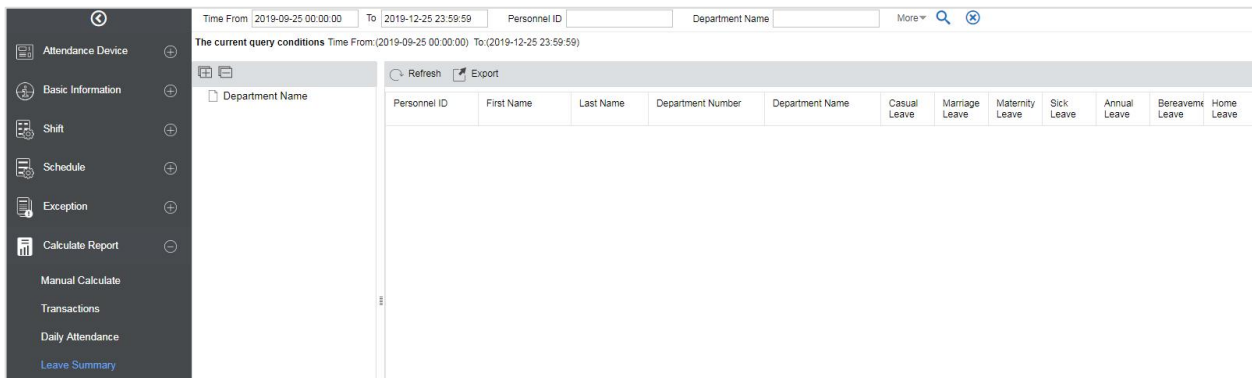 Time From 2019-09-25 00:00:00 To 2019-12-25 23:59:59 Personnel ID Department Name More
The current query conditions Time From:(2019-09-25 00:00:00) To:(2019-12-25 23:59:59)
Attendance Device
Basic Information
Shift
Schedule
Exception
Calculate Report
Manual Calculate
Transactions
Daily Attendance
Leave Summary
Department Name
Refresh Export
Personnel ID First Name Last Name Department Number Department Name Casual Marriage Maternity Sick Annual Bereaveme Home
Leave Leave Leave Leave Leave Leave Leave